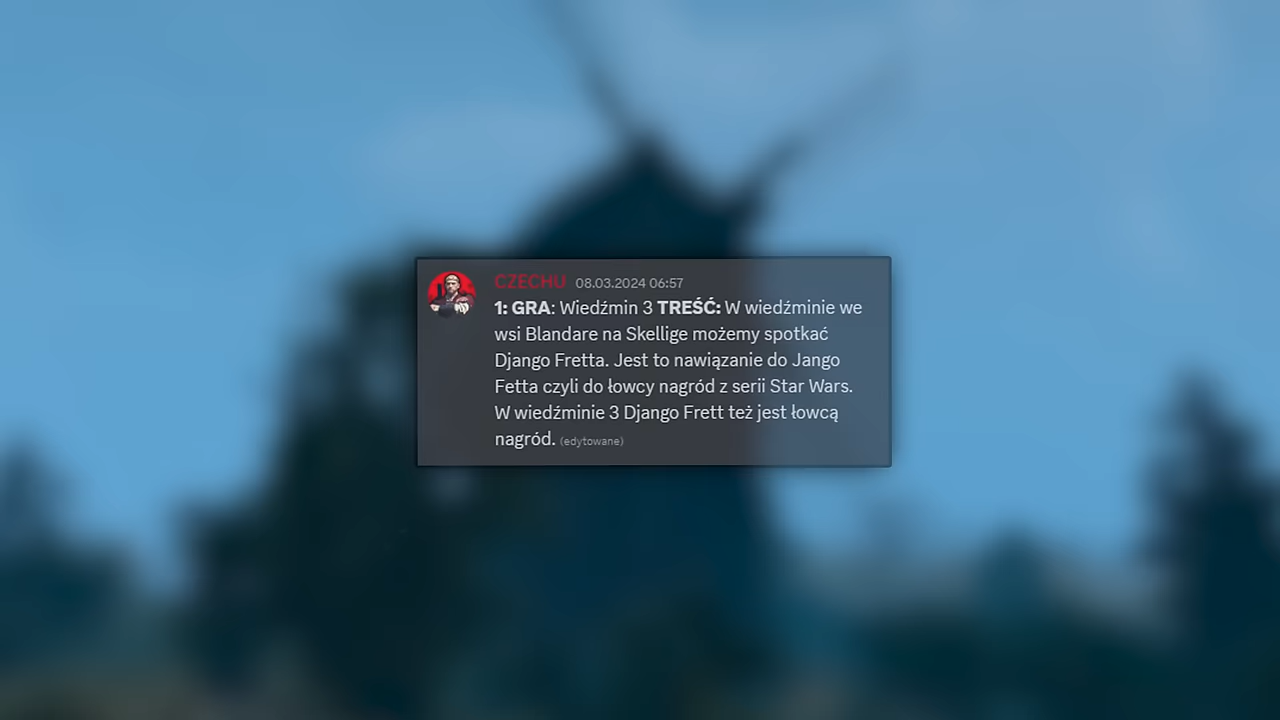 CZECHU 08.03.2024 06:57
1: GRA: Wiedźmin 3 TREŚĆ: W wiedźminie we
wsi Blandare na Skellige możemy spotkać
Django Fretta. Jest to nawiązanie do Jango
Fetta czyli do łowcy nagród z serii Star Wars.
W wiedźminie 3 Django Frett też jest łowcą
nagród. (edytowane)